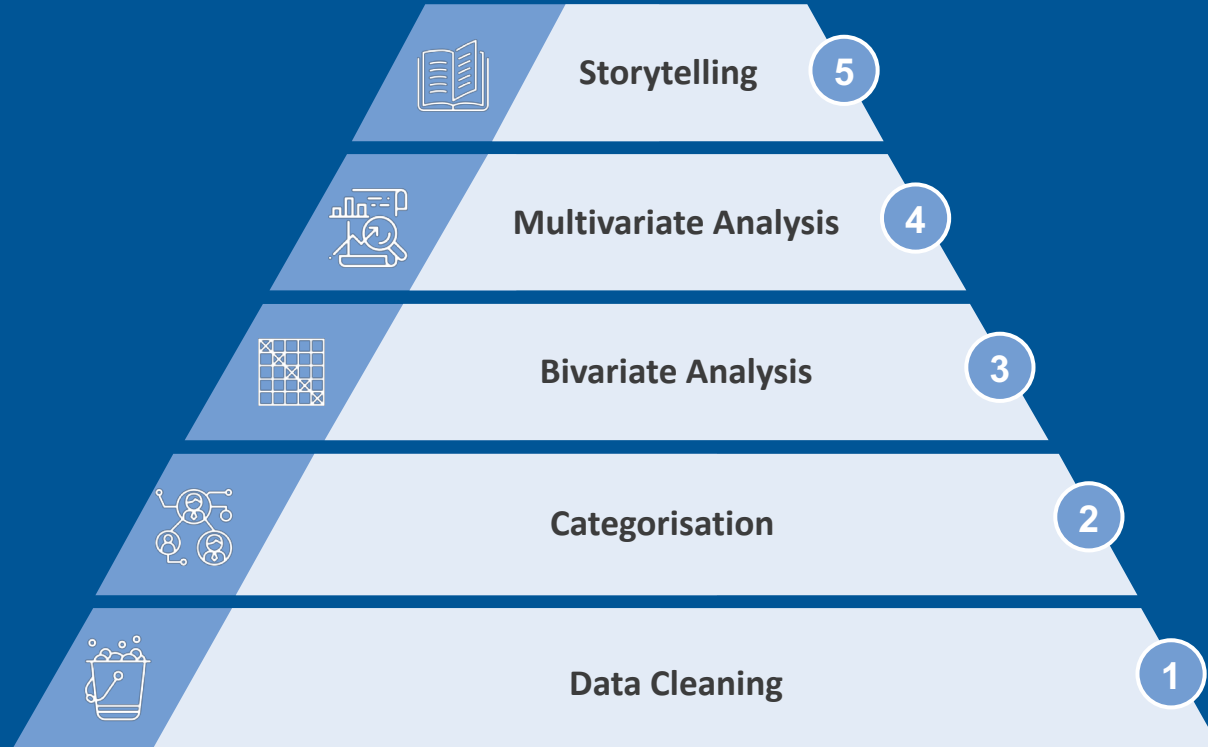 Storytelling 5
Multivariate Analysis 4
Bivariate Analysis 3
Categorisation 2
Data Cleaning 1